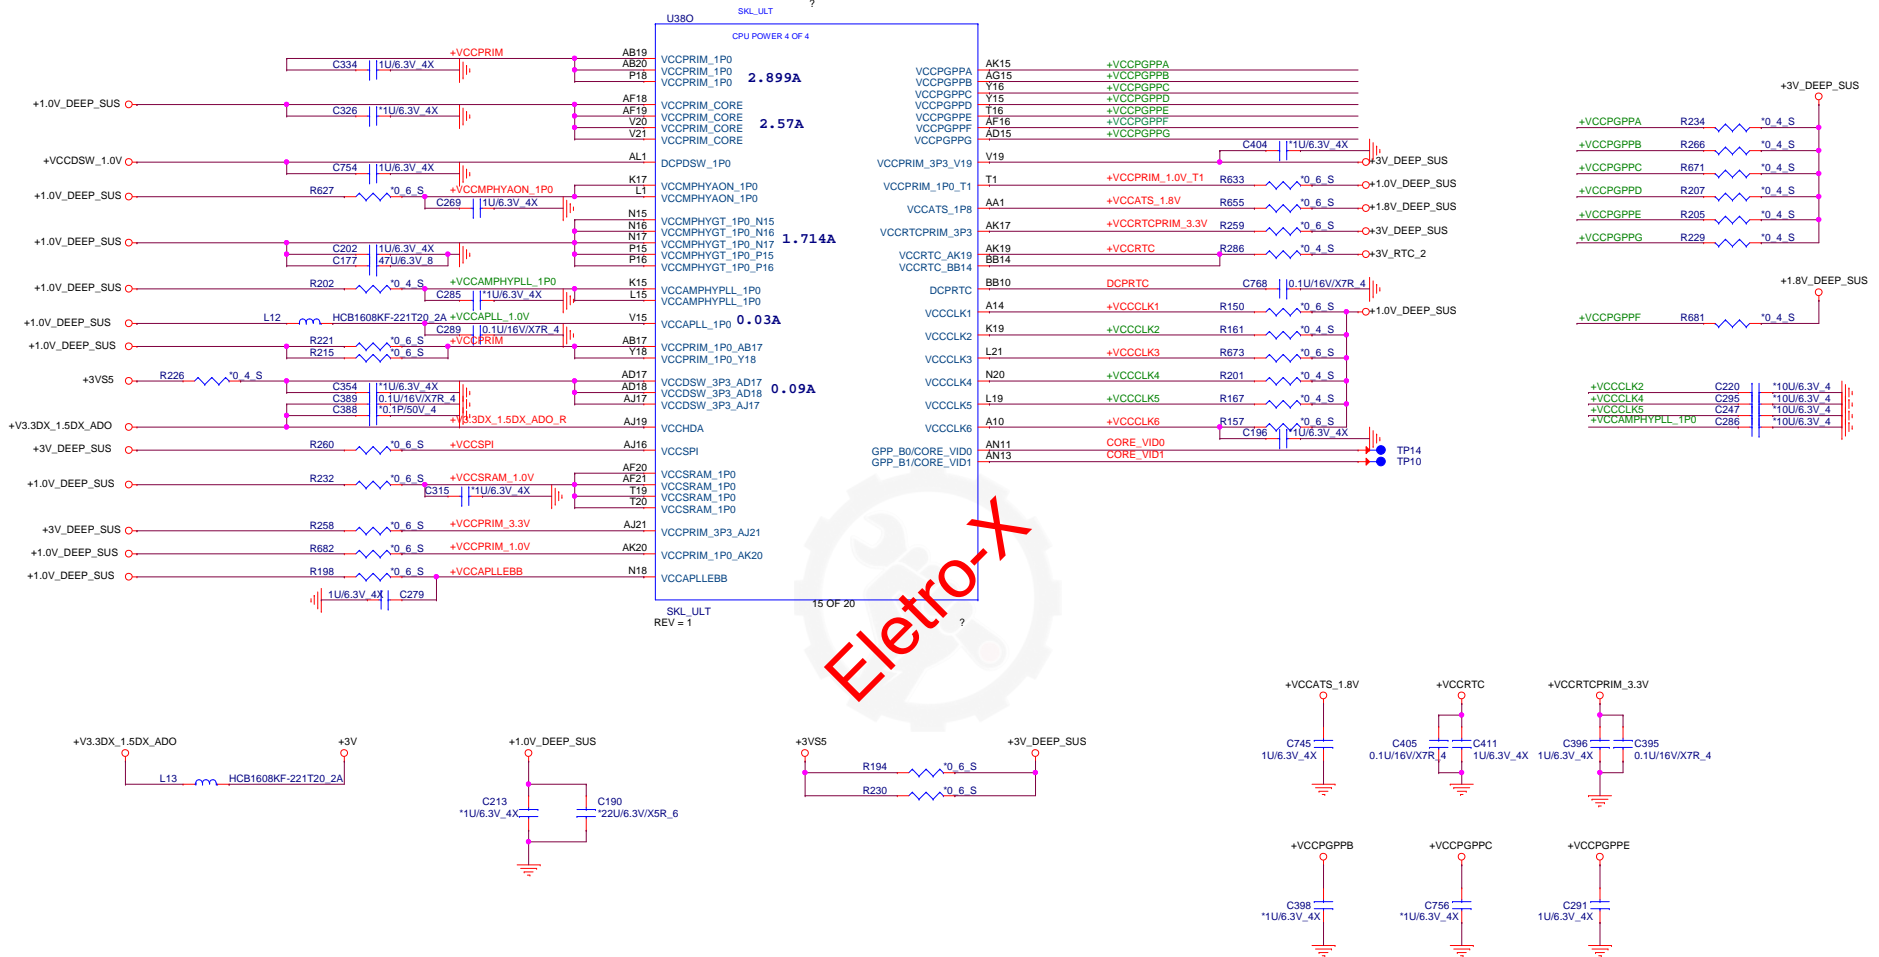 ?
SKL_ULT
U38O
CPU POWER 4 OF 4
+VCCPRIM
C334
1U/6.3V_4X
AB19
AB20
P18
VCCPRIM_1P0
VCCPRIM_1P0
VCCPRIM_1P0
2.899A
+1.0V_DEEP_SUS
C326
*1U/6.3V_4X
AF18
AF19
V20
V21
VCCPRIM_CORE
VCCPRIM_CORE
VCCPRIM_CORE
VCCPRIM_CORE
2.57A
+VCCDSW_1.0V
C754
1U/6.3V_4X
AL1
DCPDSW_1P0
+1.0V_DEEP_SUS
R627
*0_6_S
+VCCMPHYAON_1P0
C269
1U/6.3V_4X
K17
L1
VCCMPHYAON_1P0
VCCMPHYAON_1P0
+1.0V_DEEP_SUS
C202
1U/6.3V_4X
C177
47U/6.3V_8
N15
N16
N17
P15
P16
VCCMPHYGT_1P0_N15
VCCMPHYGT_1P0_N16
VCCMPHYGT_1P0_N17
VCCMPHYGT_1P0_P15
VCCMPHYGT_1P0_P16
1.714A
+1.0V_DEEP_SUS
R202
*0_4_S
+VCCAMPHYPLL_1P0
C285
*1U/6.3V_4X
K15
L15
VCCAMPHYPLL_1P0
VCCAMPHYPLL_1P0
+1.0V_DEEP_SUS
L12
HCB1608KF-221T20_2A
+VCCAPLL_1.0V
C289
0.1U/16V/X7R_4
V15
VCCAPLL_1P0
0.03A
+1.0V_DEEP_SUS
R221
*0_6_S
+VCCPRIM
R215
*0_6_S
AB17
Y18
VCCPRIM_1P0_AB17
VCCPRIM_1P0_Y18
+3VS5
R226
*0_4_S
C354
*1U/6.3V_4X
C389
0.1U/16V/X7R_4
C388
*0.1P/50V_4
AD17
AD18
AJ17
VCCDSW_3P3_AD17
VCCDSW_3P3_AD18
VCCDSW_3P3_AJ17
0.09A
+V3.3DX_1.5DX_ADO
+V3.3DX_1.5DX_ADO_R
AJ19
VCCHDA
+3V_DEEP_SUS
R260
*0_6_S
+VCCSPI
AJ16
VCCSPI
+1.0V_DEEP_SUS
R232
*0_6_S
+VCCSRAM_1.0V
C315
*1U/6.3V_4X
AF20
AF21
T19
T20
VCCSRAM_1P0
VCCSRAM_1P0
VCCSRAM_1P0
VCCSRAM_1P0
+3V_DEEP_SUS
R258
*0_6_S
+VCCPRIM_3.3V
AJ21
VCCPRIM_3P3_AJ21
+1.0V_DEEP_SUS
R682
*0_6_S
+VCCPRIM_1.0V
AK20
VCCPRIM_1P0_AK20
+1.0V_DEEP_SUS
R198
*0_6_S
+VCCAPLLEBB
N18
VCCAPLLEBB
1U/6.3V_4X
C279
SKL_ULT
REV = 1
15 OF 20
?
VCCPGPPA
AK15
+VCCPGPPA
VCCPGPPB
AG15
+VCCPGPPB
VCCPGPPC
Y16
+VCCPGPPC
VCCPGPPD
Y15
+VCCPGPPD
VCCPGPPE
T16
+VCCPGPPE
VCCPGPPF
AF16
+VCCPGPPF
VCCPGPPG
AD15
+VCCPGPPG
C404
*1U/6.3V_4X
VCCPRIM_3P3_V19
V19
+3V_DEEP_SUS
VCCPRIM_1P0_T1
T1
+VCCPRIM_1.0V_T1
R633
*0_6_S
+1.0V_DEEP_SUS
VCCATS_1P8
AA1
+VCCATS_1.8V
R655
*0_6_S
+1.8V_DEEP_SUS
VCCRTCPRIM_3P3
AK17
+VCCRTCPRIM_3.3V
R259
*0_6_S
+3V_DEEP_SUS
VCCRTC_AK19
AK19
+VCCRTC
R286
*0_4_S
+3V_RTC_2
VCCRTC_BB14
BB14
DCPRTC
BB10
DCPRTC
C768
0.1U/16V/X7R_4
VCCCLK1
A14
+VCCCLK1
R150
*0_6_S
+1.0V_DEEP_SUS
VCCCLK2
K19
+VCCCLK2
R161
*0_4_S
VCCCLK3
L21
+VCCCLK3
R673
*0_6_S
VCCCLK4
N20
+VCCCLK4
R201
*0_4_S
VCCCLK5
L19
+VCCCLK5
R167
*0_4_S
VCCCLK6
A10
+VCCCLK6
R157
*0_6_S
C196
*1U/6.3V_4X
GPP_B0/CORE_VID0
AN11
CORE_VID0
TP14
GPP_B1/CORE_VID1
AN13
CORE_VID1
TP10
+3V_DEEP_SUS
+VCCPGPPA
R234
*0_4_S
+VCCPGPPB
R266
*0_4_S
+VCCPGPPC
R671
*0_4_S
+VCCPGPPD
R207
*0_4_S
+VCCPGPPE
R205
*0_4_S
+VCCPGPPG
R229
*0_4_S
+1.8V_DEEP_SUS
+VCCPGPPF
R681
*0_4_S
+VCCCLK2
C220
*10U/6.3V_4
+VCCCLK4
C295
*10U/6.3V_4
+VCCCLK5
C247
*10U/6.3V_4
+VCCAMPHYPLL_1P0
C286
*10U/6.3V_4
Eletro-X
+V3.3DX_1.5DX_ADO
+3V
L13
HCB1608KF-221T20_2A
+1.0V_DEEP_SUS
C213
*1U/6.3V_4X
C190
*22U/6.3V/X5R_6
+3VS5
+3V_DEEP_SUS
R194
*0_6_S
R230
*0_6_S
+VCCATS_1.8V
C745
1U/6.3V_4X
+VCCRTC
C405
0.1U/16V/X7R_4
C411
1U/6.3V_4X
+VCCRTCPRIM_3.3V
C396
1U/6.3V_4X
C395
0.1U/16V/X7R_4
+VCCPGPPB
C398
*1U/6.3V_4X
+VCCPGPPC
C756
*1U/6.3V_4X
+VCCPGPPE
C291
1U/6.3V_4X